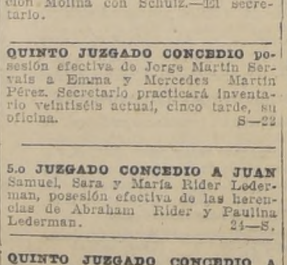 ción Molina con Schulz.—El secre-
tario.
QUINTO JUZGADO CONCEDIO po-
sesión efectiva de Jorge Martín Ser-
vais a Emma y Mercedes Martín
Pérez. Secretario practicará inventa-
rio veintiséis actual, cinco tarde, su
oficina. S—22
5.o JUZGADO CONCEDIO A JUAN
Samuel, Sara y María Rider Leder-
man, posesión efectiva de las heren-
cias de Abraham Rider y Paulina
Lederman. 24—S.
QUINTO JUZGADO CONCEDIO A